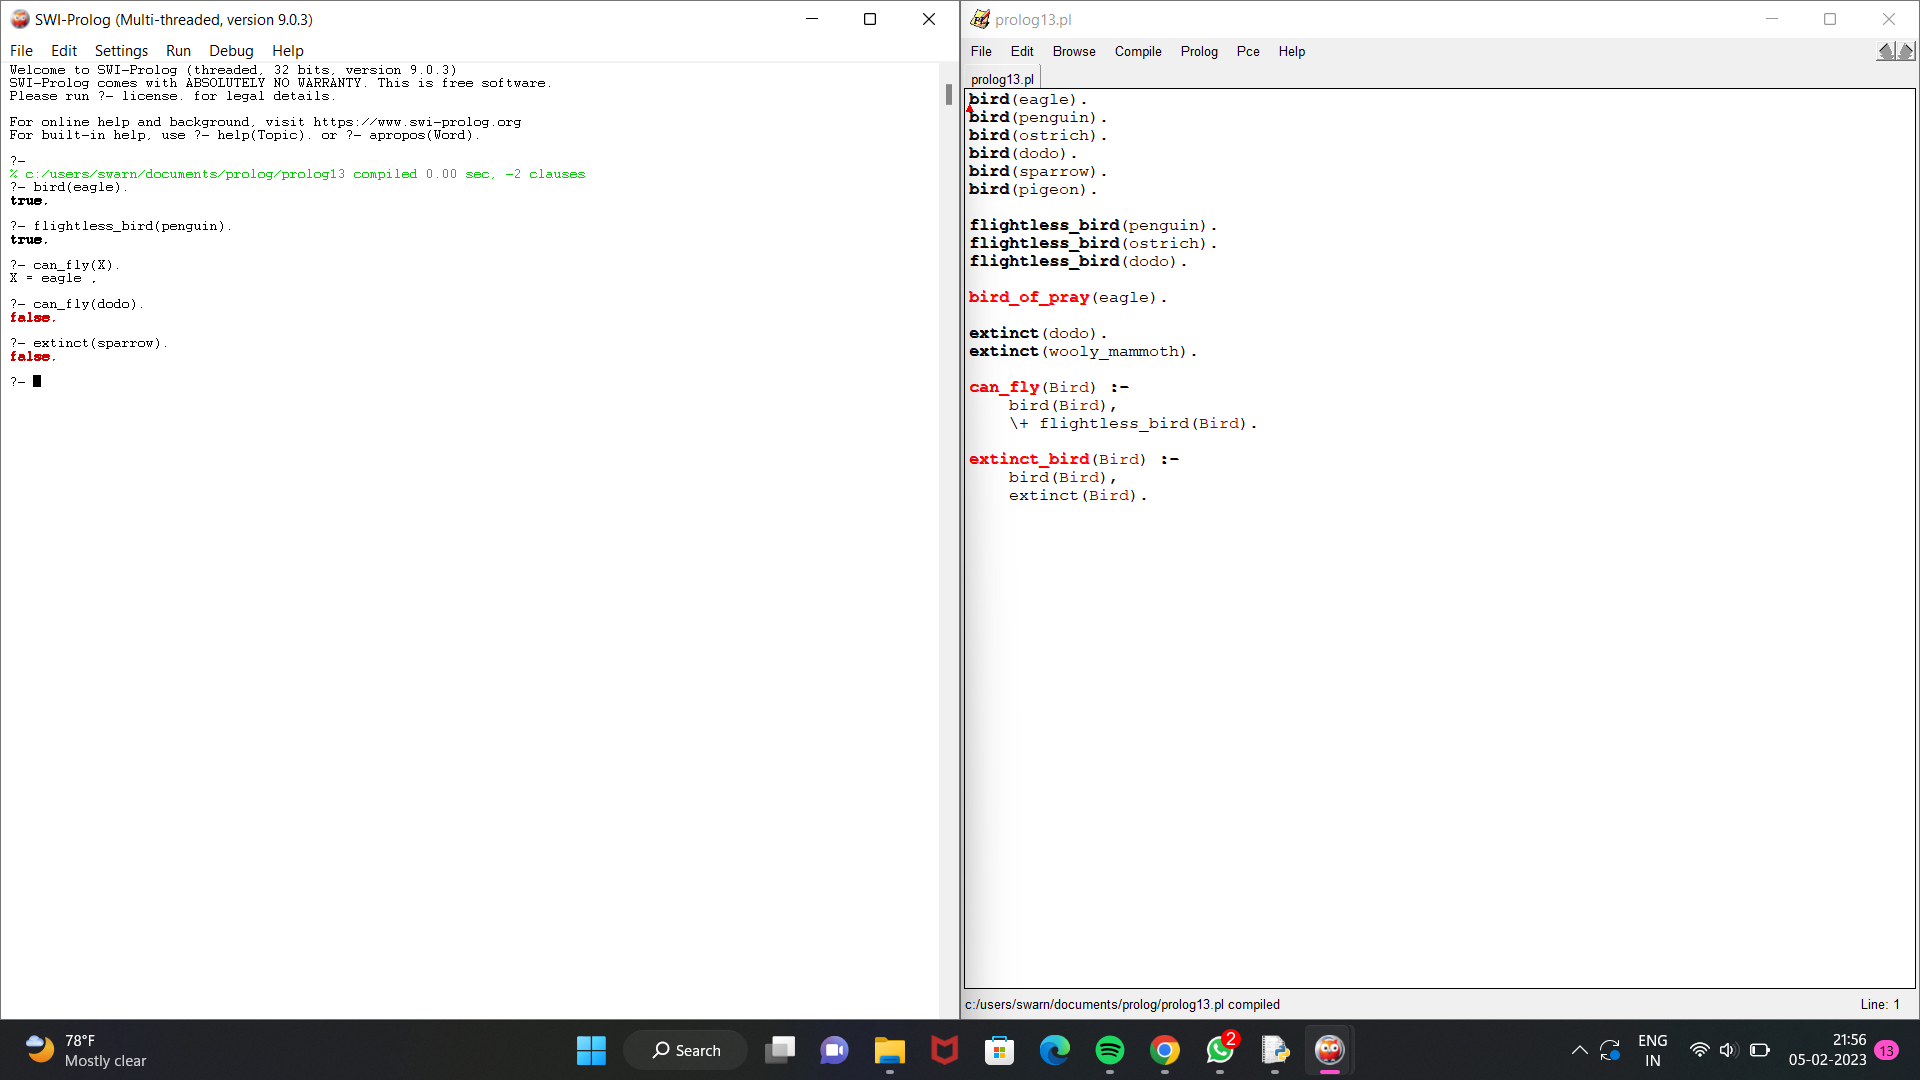 SWI-Prolog (Multi-threaded, version 9.0.3)
File Edit Settings Run Debug Help
Welcome to SWI-Prolog (threaded, 32 bits, version 9.0.3)
SWI-Prolog comes with ABSOLUTELY NO WARRANTY. This is free software.
Please run ?- license. for legal details.
For online help and background, visit https://www.swi-prolog.org
For built-in help, use ?- help(Topic). or ?- apropos(Word).
?-
% c:/users/swarn/documents/prolog/prolog13 compiled 0.00 sec, -2 clauses
?- bird(eagle).
true.
?- flightless_bird(penguin).
true.
?- can_fly(X).
X = eagle .
?- can_fly(dodo).
false.
?- extinct(sparrow).
false.
?-
prolog13.pl
File Edit Browse Compile Prolog Pce Help
prolog13.pl
bird(eagle).
bird(penguin).
bird(ostrich).
bird(dodo).
bird(sparrow).
bird(pigeon).
flightless_bird(penguin).
flightless_bird(ostrich).
flightless_bird(dodo).
bird_of_pray(eagle).
extinct(dodo).
extinct(wooly_mammoth).
can_fly(Bird) :-
bird(Bird),
\+ flightless_bird(Bird).
extinct_bird(Bird) :-
bird(Bird),
extinct(Bird).
c:/users/swarn/documents/prolog/prolog13.pl compiled
Line: 1
78°F
Mostly clear
Search
2
ENG
IN
21:56
05-02-2023
13